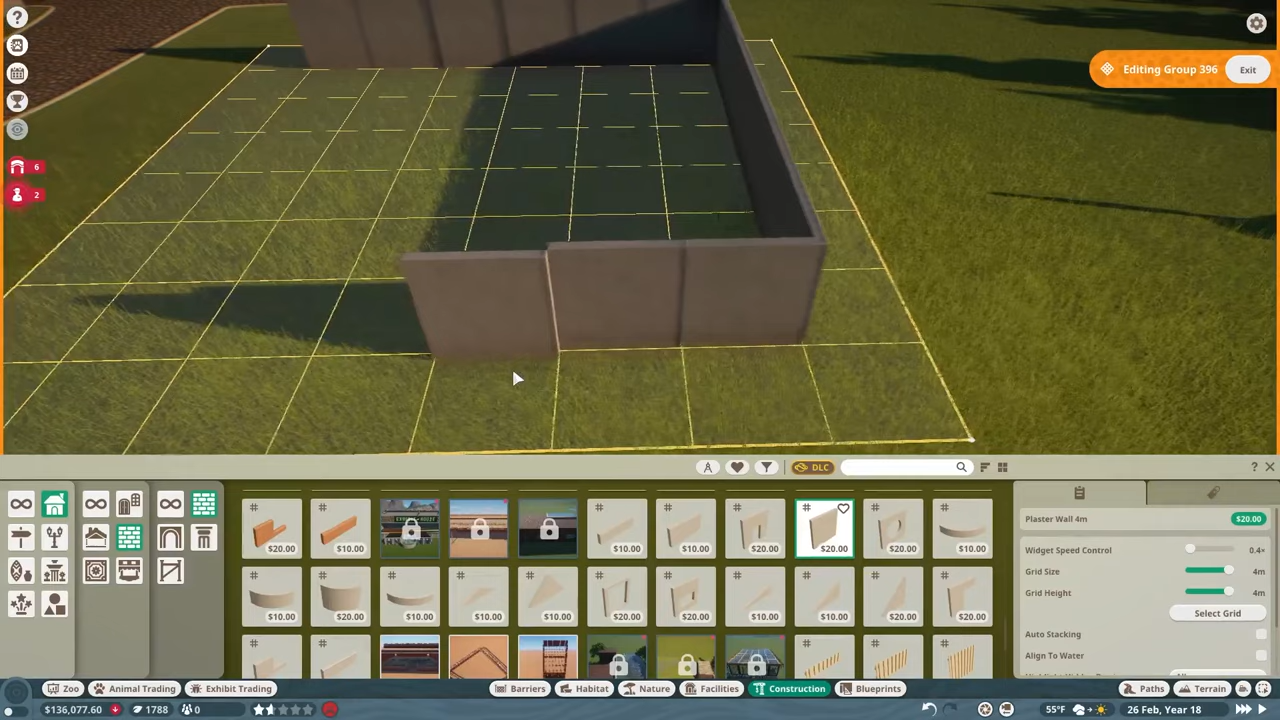 ?
Editing Group 396
Exit
6
2
DLC
?
$20.00
$10.00
$10.00
$10.00
$20.00
$20.00
$20.00
$10.00
Plaster Wall 4m
$20.00
Widget Speed Control
0.4×
Grid Size
4m
Grid Height
4m
Select Grid
$10.00
$20.00
$10.00
$10.00
$10.00
$20.00
$20.00
$10.00
$10.00
$20.00
$20.00
Auto Stacking
Align To Water
Zoo
Animal Trading
Exhibit Trading
Barriers
Habitat
Nature
Facilities
Construction
Blueprints
Paths
Terrain
$136,077.60
1788
0
55°F
26 Feb, Year 18